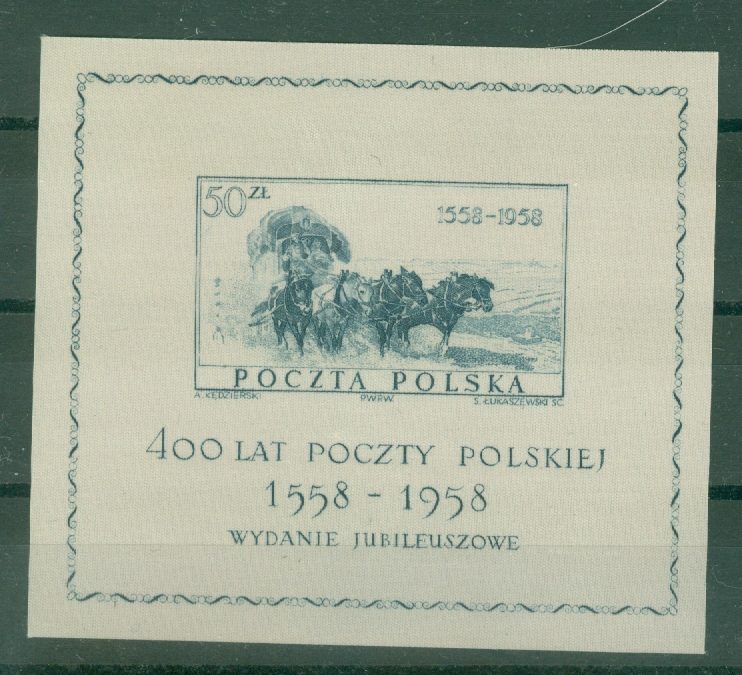 50 ZŁ
1558-1958
POCZTA POLSKA
A. KĘDZIERSKI PWPW. S. ŁUKASZEWSKI SC.
400 LAT POCZTY POLSKIEJ
1558 - 1958
WYDANIE JUBILEUSZOWE